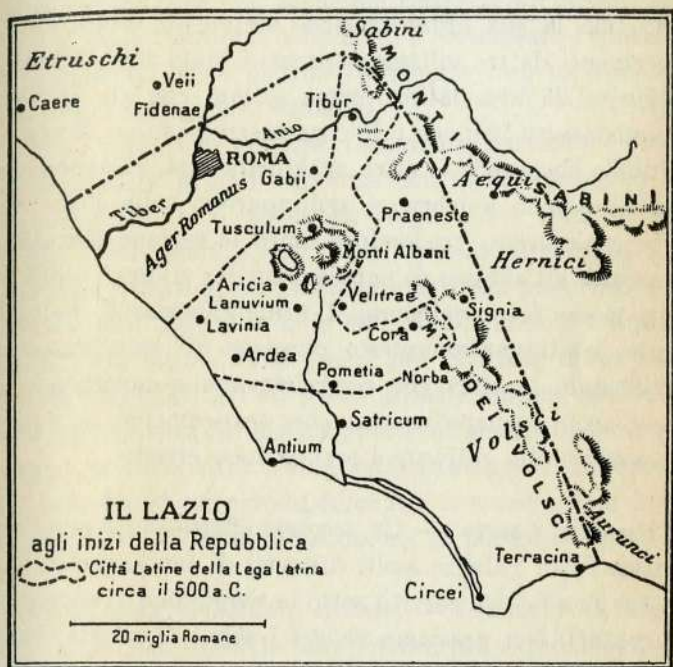 Sabini
Etruschi
MONTI
Veii
Caere
Fidenae
Tibur
Anio
ROMA
Gabii
Aequi
SABINI
Tiber
Ager Romanus
Praeneste
Tusculum
Hernici
Monti Albani
Aricia
Lanuvium
Velitrae
Signia
Lavinia
Cora
MTI DEI VOLSCI
Ardea
Pometia
Norba
Satricum
Volsci
Antium
IL LAZIO
agli inizi della Repubblica
Cittá Latine della Lega Latina
circa il 500 a.C.
Aurunci
Terracina
Circei
20 miglia Romane